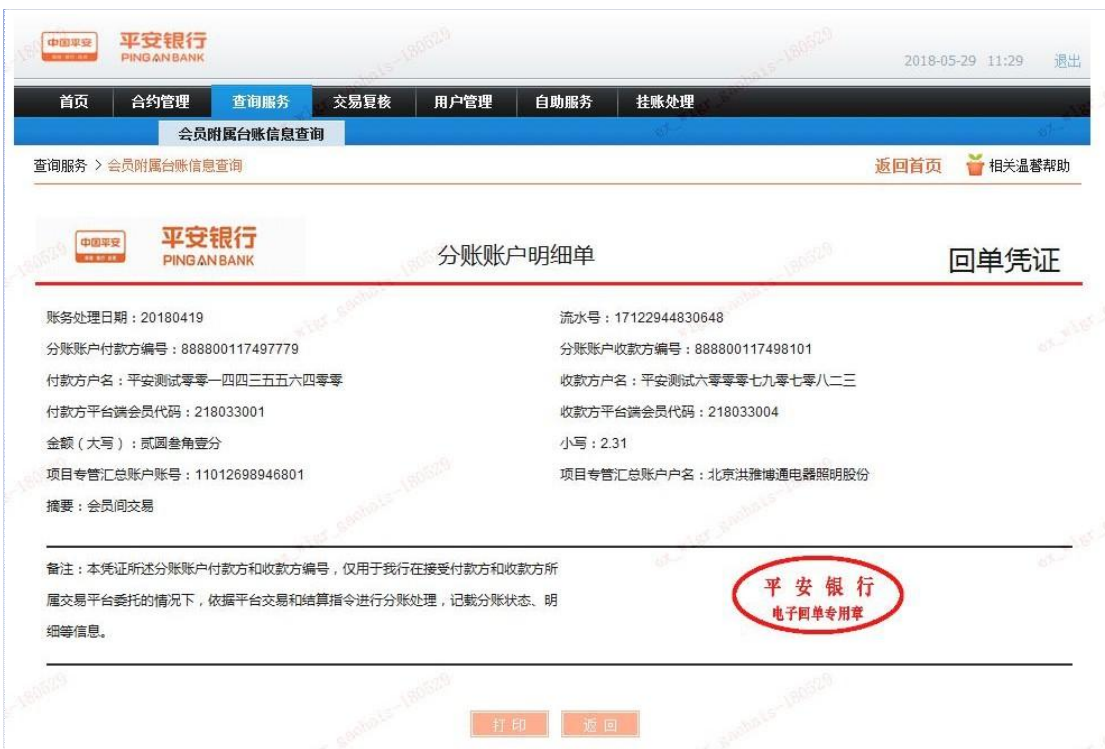 中国平安 平安银行
PING AN BANK
2018-05-29 11:29 退出
首页 合约管理 查询服务 交易复核 用户管理 自助服务 挂账处理
会员附属台账信息查询
查询服务 > 会员附属台账信息查询 返回首页 相关温馨帮助
中国平安 平安银行
PING AN BANK
分账账户明细单
回单凭证
账务处理日期：20180419 流水号：17122944830648
分账账户付款方编号：888800117497779 分账账户收款方编号：888800117498101
付款方户名：平安测试零零一四四三五五六四零零 收款方户名：平安测试六零零零七九零七零八二三
付款方平台端会员代码：218033001 收款方平台端会员代码：218033004
金额（大写）：贰圆叁角壹分 小写：2.31
项目专管汇总账户账号：11012698946801 项目专管汇总账户户名：北京洪雅博通电器照明股份
摘要：会员间交易
备注：本凭证所述分账账户付款方和收款方编号，仅用于我行在接受付款方和收款方所
属交易平台委托的情况下，依据平台交易和结算指令进行分账处理，记载分账状态、明
细等信息。
平安银行
电子回单专用章
打印 返回